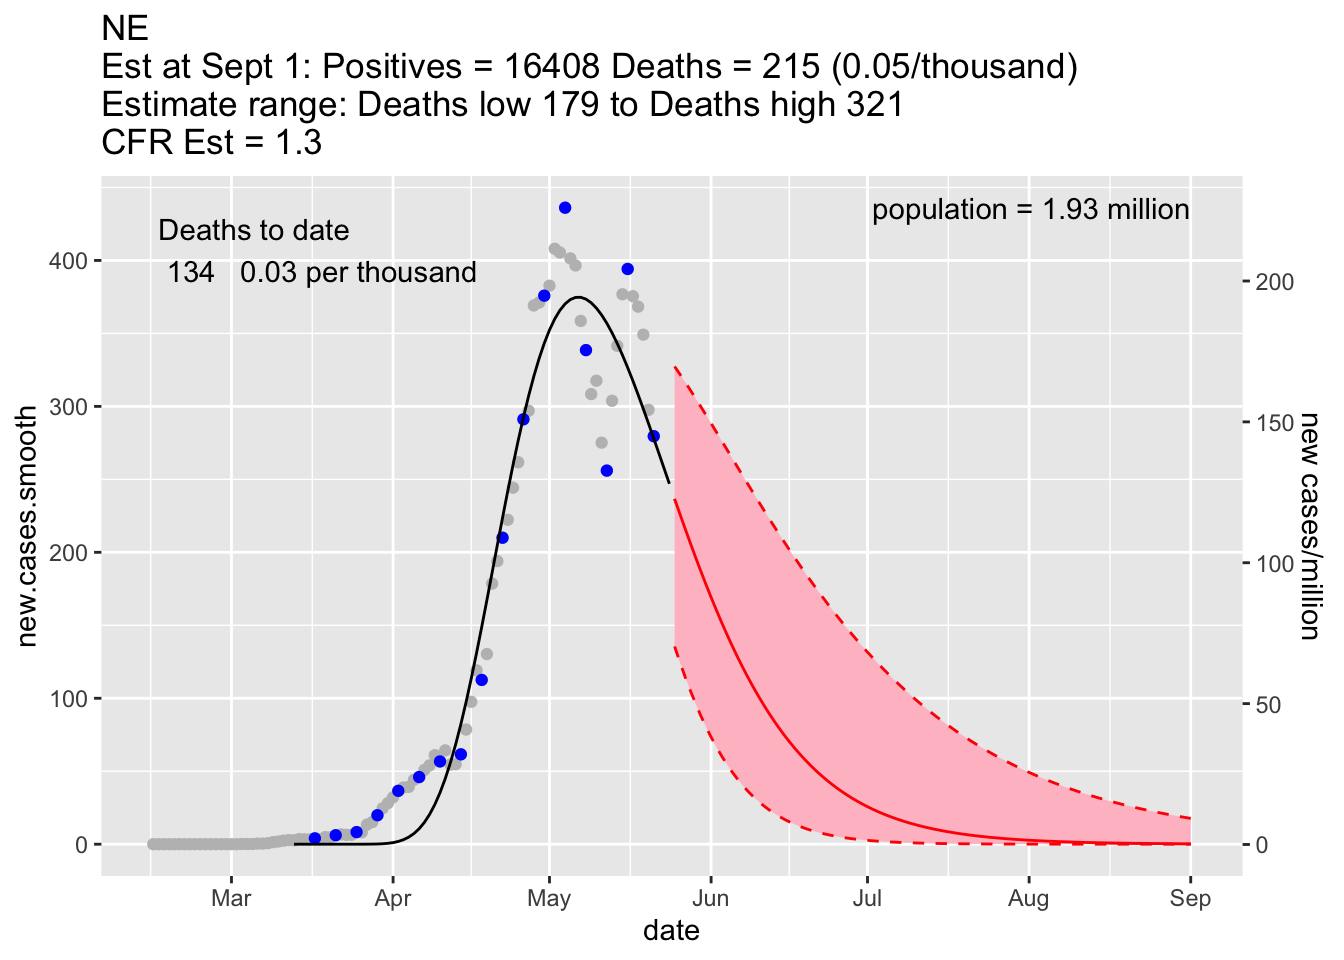 NE
Est at Sept 1: Positives = 16408 Deaths = 215 (0.05/thousand)
Estimate range: Deaths low 179 to Deaths high 321
CFR Est = 1.3
Deaths to date
134 0.03 per thousand
population = 1.93 million
new.cases.smooth
400
300
200
100
0
200
150
100
50
0
new cases/million
Mar Apr May Jun Jul Aug Sep
date